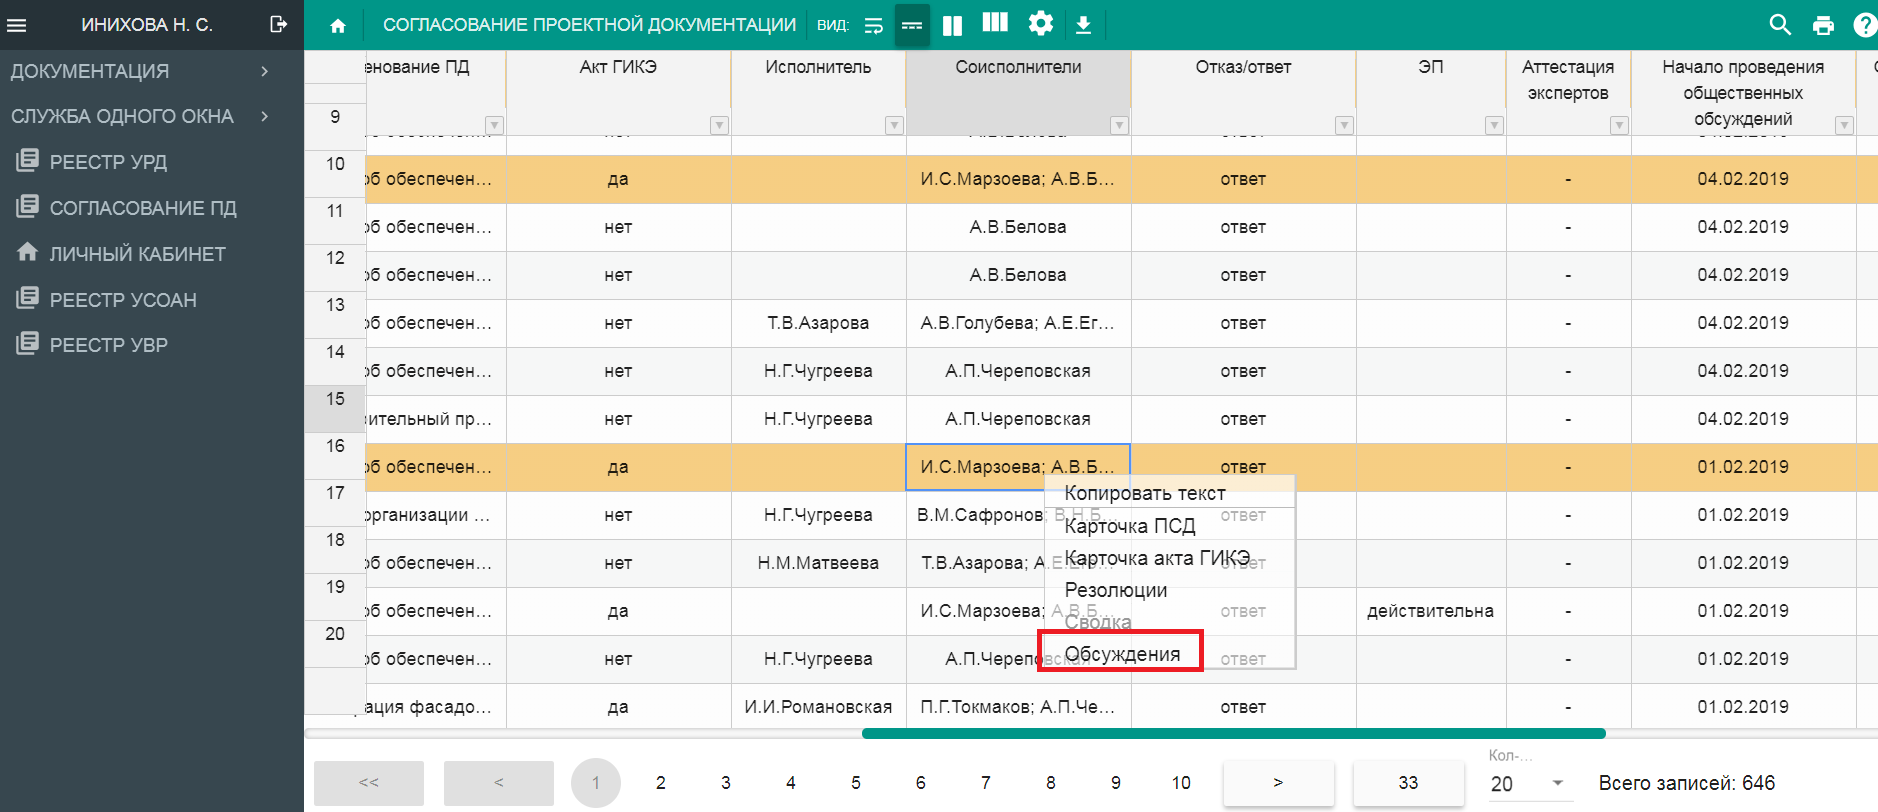 ИНИХОВА Н. С.
СОГЛАСОВАНИЕ ПРОЕКТНОЙ ДОКУМЕНТАЦИИ
ВИД:
ДОКУМЕНТАЦИЯ
СЛУЖБА ОДНОГО ОКНА
РЕЕСТР УРД
СОГЛАСОВАНИЕ ПД
ЛИЧНЫЙ КАБИНЕТ
РЕЕСТР УСОАН
РЕЕСТР УВР
енование ПД Акт ГИКЭ Исполнитель Соисполнители Отказ/ответ ЭП Аттестация экспертов Начало проведения общественных обсуждений
9
10 об обеспечен... да И.С.Марзоева; А.В.Б... ответ - 04.02.2019
11 об обеспечен... нет А.В.Белова ответ - 04.02.2019
12 об обеспечен... нет А.В.Белова ответ - 04.02.2019
13 об обеспечен... нет Т.В.Азарова А.В.Голубева; А.Е.Ег... ответ - 04.02.2019
14 об обеспечен... нет Н.Г.Чугреева А.П.Череповская ответ - 04.02.2019
15 зительный пр... нет Н.Г.Чугреева А.П.Череповская ответ - 04.02.2019
16 об обеспечен... да И.С.Марзоева; А.В.Б... ответ - 01.02.2019
17 организации ... нет Н.Г.Чугреева В.М.Сафронов; В.Н.Б... ответ - 01.02.2019
18 об обеспечен... нет Н.М.Матвеева Т.В.Азарова; А.Е.Ег... - 01.02.2019
19 об обеспечен... да И.С.Марзоева; А.В.Б... ответ действительна - 01.02.2019
20 об обеспечен... нет Н.Г.Чугреева А.П.Череповская ответ - 01.02.2019
рация фасадо... да И.И.Романовская П.Г.Токмаков; А.П.Че... ответ - 01.02.2019
Копировать текст
Карточка ПСД
Карточка акта ГИКЭ
Резолюции
Сводка
Обсуждения
<< < 1 2 3 4 5 6 7 8 9 10 > 33
Кол-...
20
Всего записей: 646